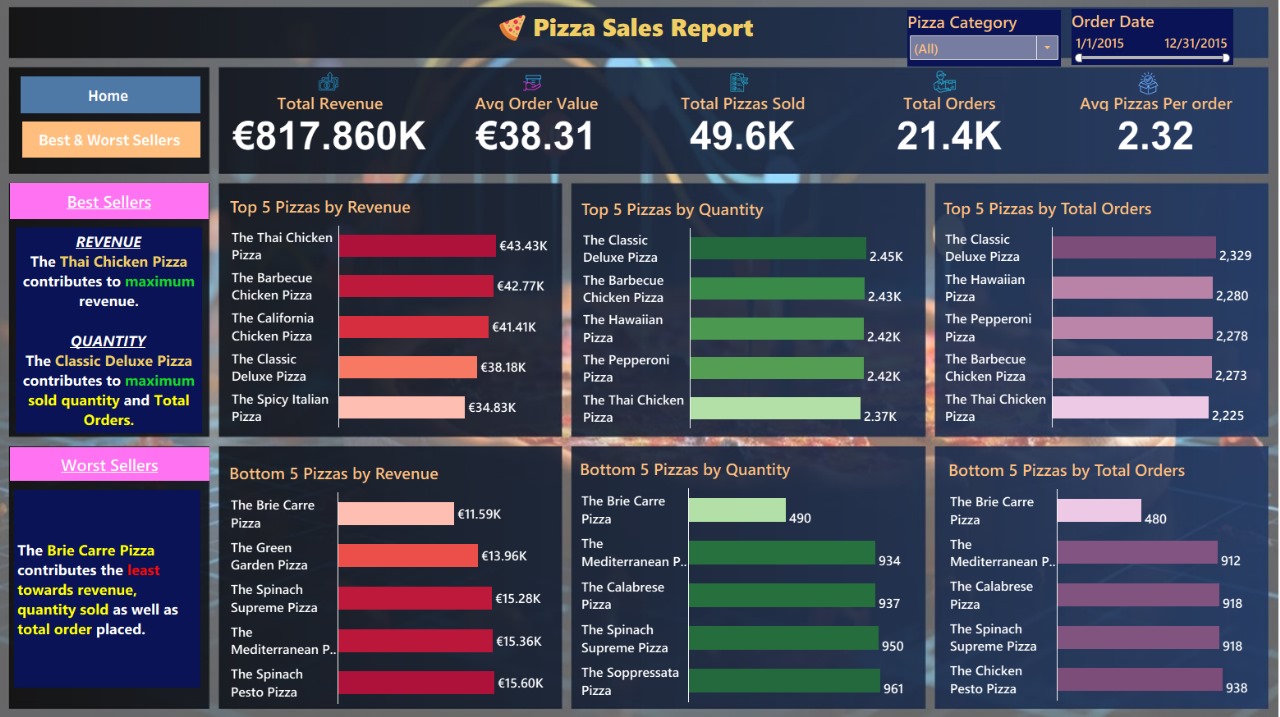 Pizza Sales Report
Pizza Category
(All)
Order Date
1/1/2015 12/31/2015
Home
Best & Worst Sellers
Total Revenue
€817.860K
Avg Order Value
€38.31
Total Pizzas Sold
49.6K
Total Orders
21.4K
Avg Pizzas Per order
2.32
Best Sellers
REVENUE
The Thai Chicken Pizza
contributes to maximum
revenue.
QUANTITY
The Classic Deluxe Pizza
contributes to maximum
sold quantity and Total
Orders.
Top 5 Pizzas by Revenue
The Thai Chicken
Pizza
€43.43K
The Barbecue
Chicken Pizza
€42.77K
The California
Chicken Pizza
€41.41K
The Classic
Deluxe Pizza
€38.18K
The Spicy Italian
Pizza
€34.83K
Top 5 Pizzas by Quantity
The Classic
Deluxe Pizza
2.45K
The Barbecue
Chicken Pizza
2.43K
The Hawaiian
Pizza
2.42K
The Pepperoni
Pizza
2.42K
The Thai Chicken
Pizza
2.37K
Top 5 Pizzas by Total Orders
The Classic
Deluxe Pizza
2,329
The Hawaiian
Pizza
2,280
The Pepperoni
Pizza
2,278
The Barbecue
Chicken Pizza
2,273
The Thai Chicken
Pizza
2,225
Worst Sellers
The Brie Carre Pizza
contributes the least
towards revenue,
quantity sold as well as
total order placed.
Bottom 5 Pizzas by Revenue
The Brie Carre
Pizza
€11.59K
The Green
Garden Pizza
€13.96K
The Spinach
Supreme Pizza
€15.28K
The
Mediterranean P..
€15.36K
The Spinach
Pesto Pizza
€15.60K
Bottom 5 Pizzas by Quantity
The Brie Carre
Pizza
490
The
Mediterranean P..
934
The Calabrese
Pizza
937
The Spinach
Supreme Pizza
950
The Soppressata
Pizza
961
Bottom 5 Pizzas by Total Orders
The Brie Carre
Pizza
480
The
Mediterranean P..
912
The Calabrese
Pizza
918
The Spinach
Supreme Pizza
918
The Chicken
Pesto Pizza
938